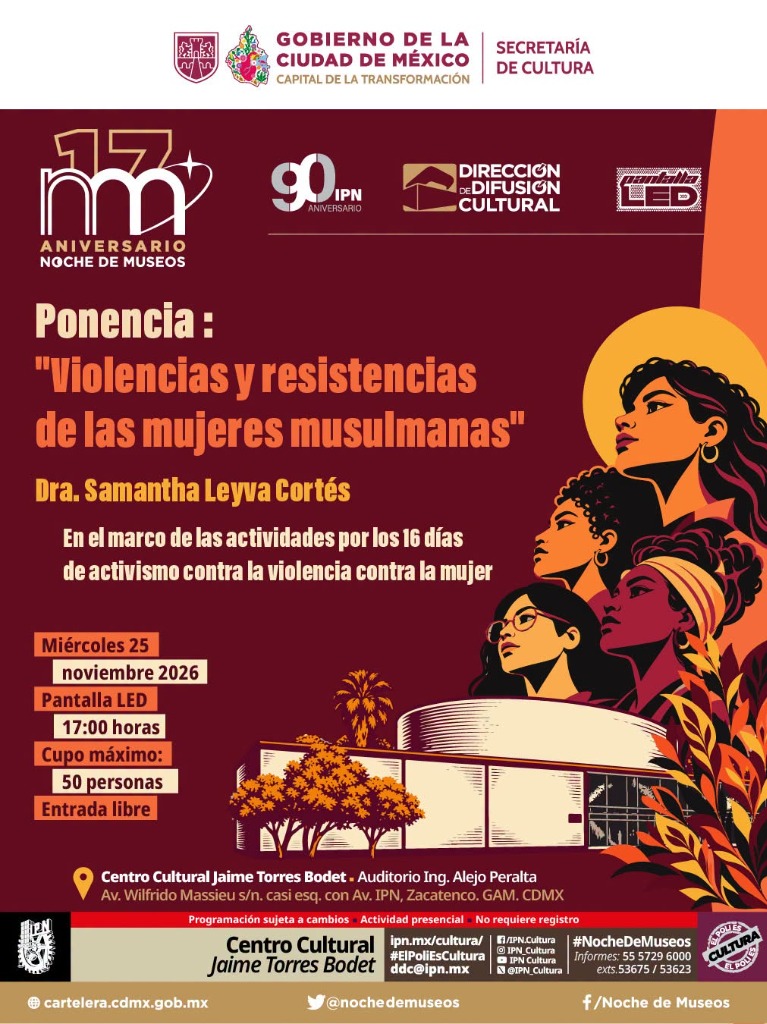 GOBIERNO DE LA
CIUDAD DE MÉXICO
CAPITAL DE LA TRANSFORMACIÓN
SECRETARÍA
DE CULTURA
17
nm
ANIVERSARIO
NOCHE DE MUSEOS
90 IPN
ANIVERSARIO
DIRECCIÓN
DE DIFUSIÓN
CULTURAL
pantalla
LED
Ponencia :
"Violencias y resistencias
de las mujeres musulmanas"
Dra. Samantha Leyva Cortés
En el marco de las actividades por los 16 días
de activismo contra la violencia contra la mujer
Miércoles 25
noviembre 2026
Pantalla LED
17:00 horas
Cupo máximo:
50 personas
Entrada libre
Centro Cultural Jaime Torres Bodet • Auditorio Ing. Alejo Peralta
Av. Wilfrido Massieu s/n. casi esq. con Av. IPN, Zacatenco. GAM. CDMX
Programación sujeta a cambios • Actividad presencial • No requiere registro
IPN
Centro Cultural
Jaime Torres Bodet
ipn.mx/cultura/
#ElPoliEsCultura
ddc@ipn.mx
/IPN.Cultura
IPN_Cultura
IPN_Cultura
@IPN_Cultura
#NocheDeMuseos
Informes: 55 5729 6000
exts.53675 / 53623
EL POLI ES
CULTURA
EL POLI ES
cartelera.cdmx.gob.mx
@nochedemuseos
/Noche de Museos